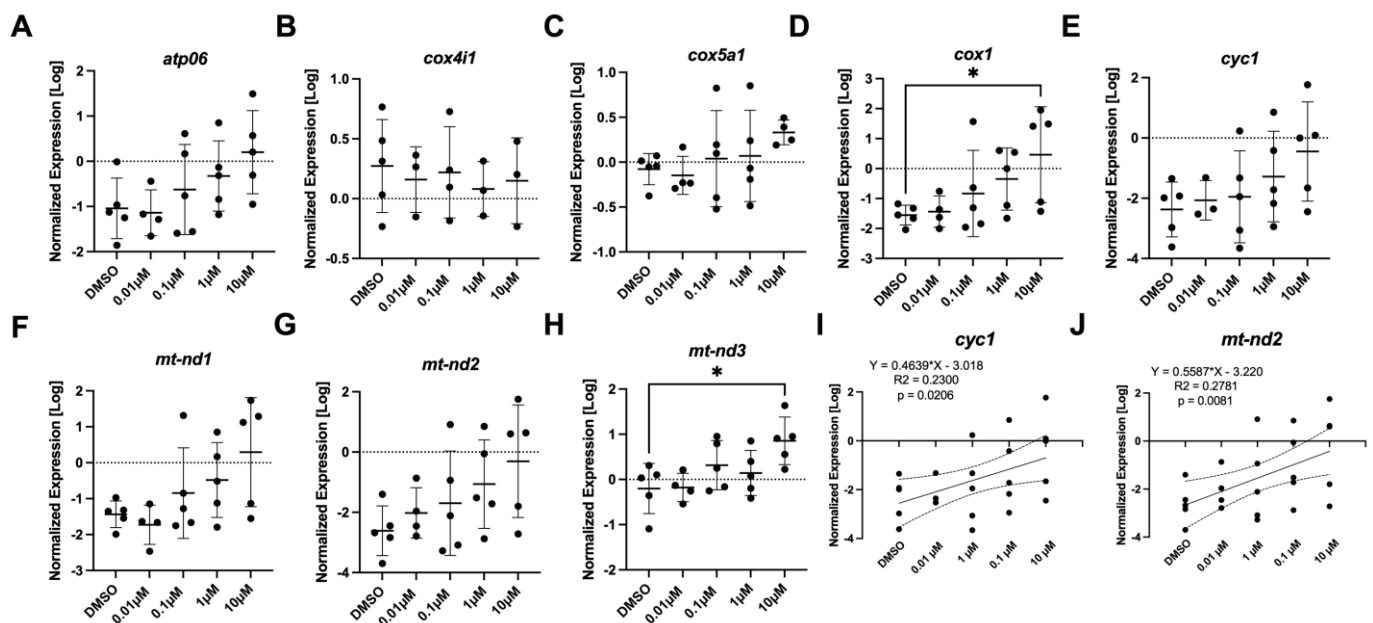 A
atp06
Normalized Expression [Log]
2
1
0
-1
-2
DMSO
0.01µM
0.1µM
1µM
10µM
B
cox4i1
Normalized Expression [Log]
1.0
0.5
0.0
-0.5
DMSO
0.01µM
0.1µM
1µM
10µM
C
cox5a1
Normalized Expression [Log]
1.0
0.5
0.0
-0.5
-1.0
DMSO
0.01µM
0.1µM
1µM
10µM
D
cox1
*
Normalized Expression [Log]
3
2
1
0
-1
-2
-3
DMSO
0.01µM
0.1µM
1µM
10µM
E
cyc1
Normalized Expression [Log]
2
0
-2
-4
DMSO
0.01µM
0.1µM
1µM
10µM
F
mt-nd1
Normalized Expression [Log]
2
1
0
-1
-2
-3
DMSO
0.01µM
0.1µM
1µM
10µM
G
mt-nd2
Normalized Expression [Log]
2
0
-2
-4
DMSO
0.01µM
0.1µM
1µM
10µM
H
mt-nd3
*
Normalized Expression [Log]
3
2
1
0
-1
-2
DMSO
0.01µM
0.1µM
1µM
10µM
I
cyc1
Y = 0.4639*X - 3.018
R2 = 0.2300
p = 0.0206
Normalized Expression [Log]
2
0
-2
-4
DMSO
0.01 µM
1 µM
0.1 µM
10 µM
J
mt-nd2
Y = 0.5587*X - 3.220
R2 = 0.2781
p = 0.0081
Normalized Expression [Log]
2
0
-2
-4
DMSO
0.01 µM
1 µM
0.1 µM
10 µM